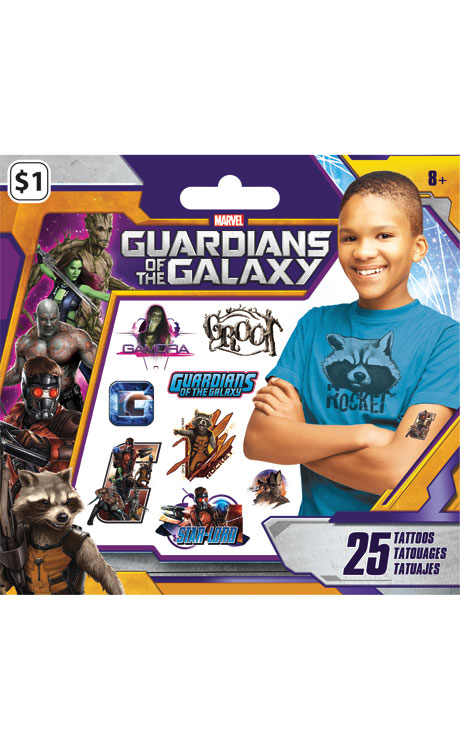 $1
8+
MARVEL
GUARDIANS
OF THE GALAXY
GAMORA
GROOT
GUARDIANS
OF THE GALAXY
ROCKET
ROCKET
STAR-LORD
25 TATTOOS
TATOUAGES
TATUAJES